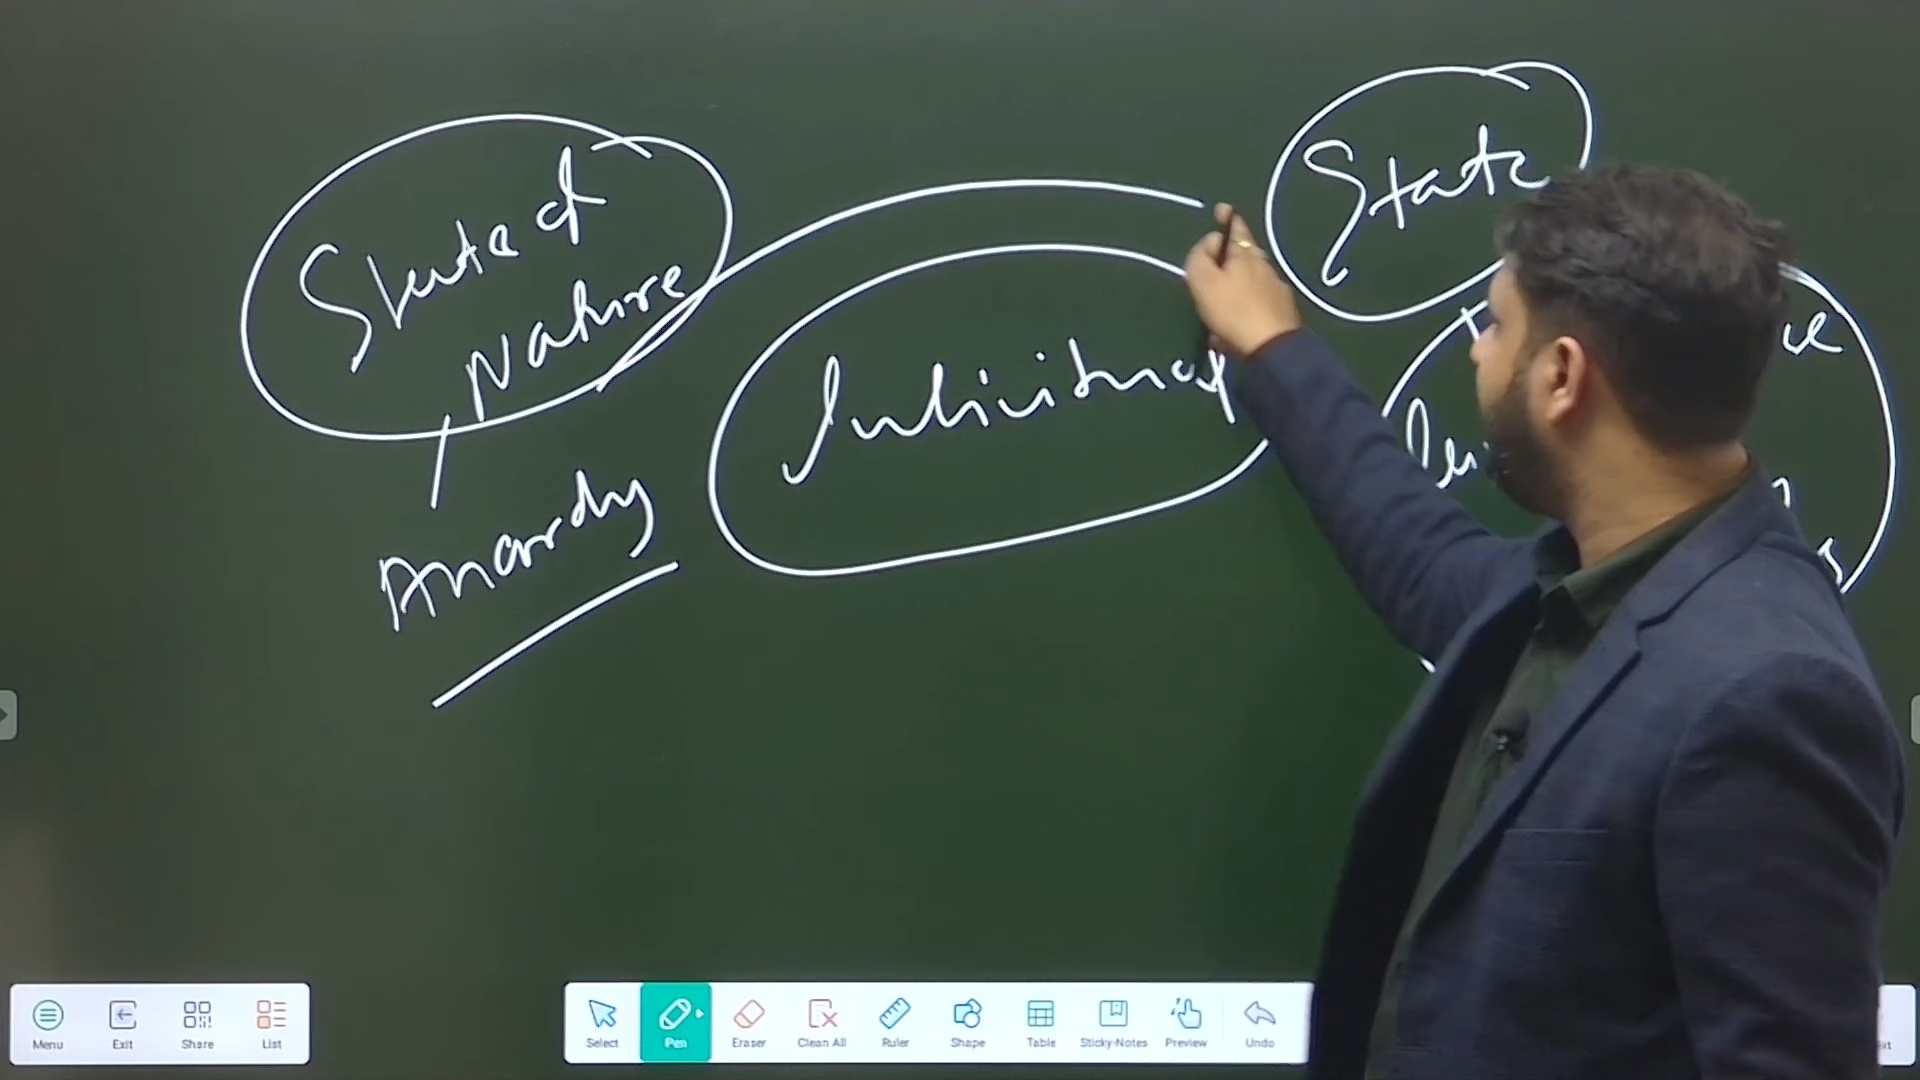 State of
Nature
Anarchy
Individual
State
Menu
Exit
Share
List
Select
Pen
Eraser
Clean All
Ruler
Shape
Table
Sticky-Notes
Preview
Undo